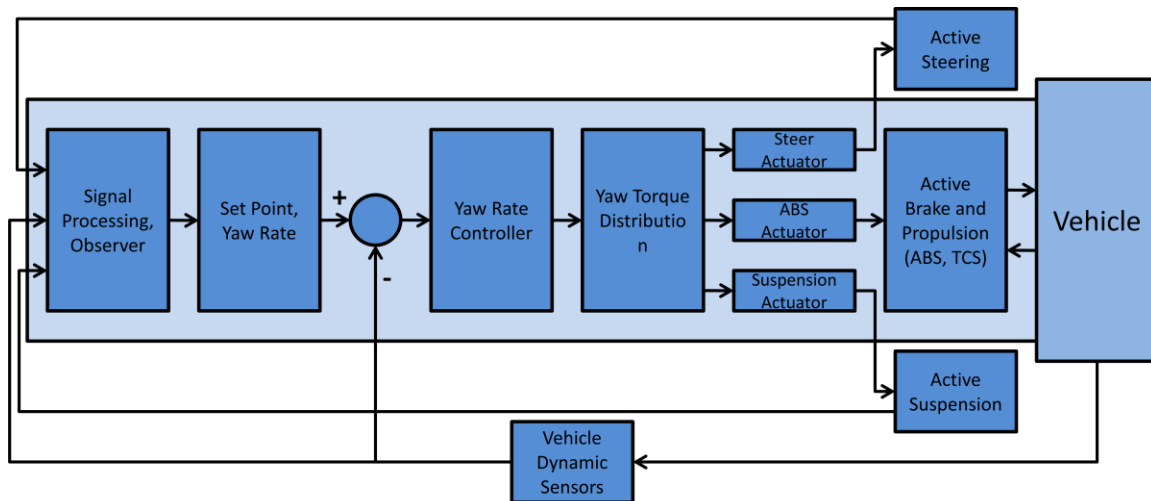 Active
Steering
Signal
Processing,
Observer
Set Point,
Yaw Rate
+
-
Yaw Rate
Controller
Yaw Torque
Distributio
n
Steer
Actuator
ABS
Actuator
Suspension
Actuator
Active
Brake and
Propulsion
(ABS, TCS)
Vehicle
Active
Suspension
Vehicle
Dynamic
Sensors